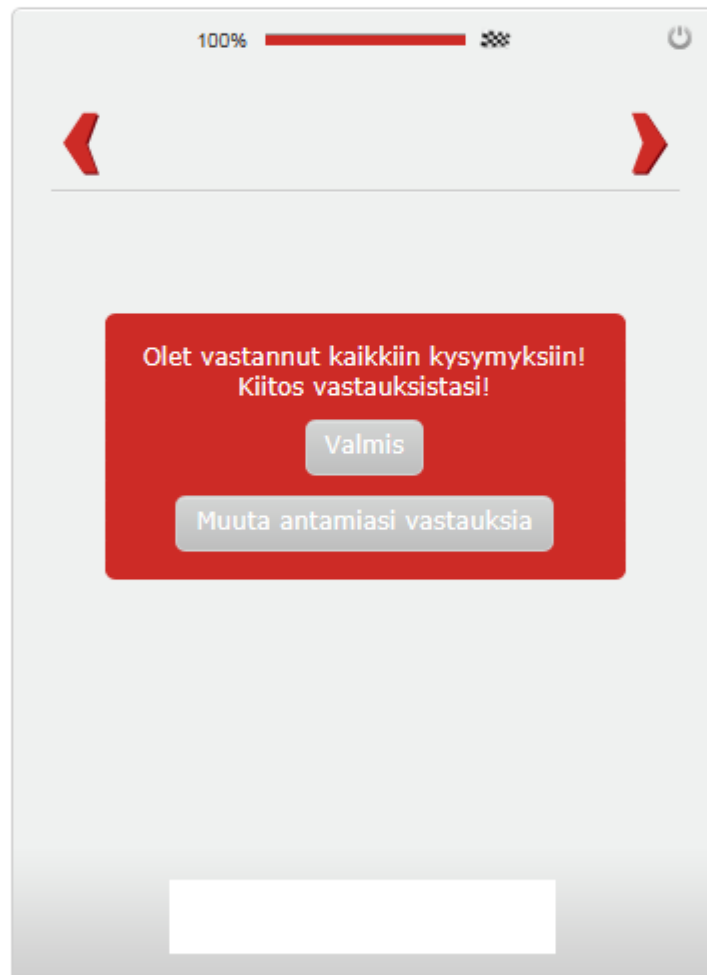 100%
Olet vastannut kaikkiin kysymyksiin!
Kiitos vastauksistasi!
Valmis
Muuta antamiasi vastauksia